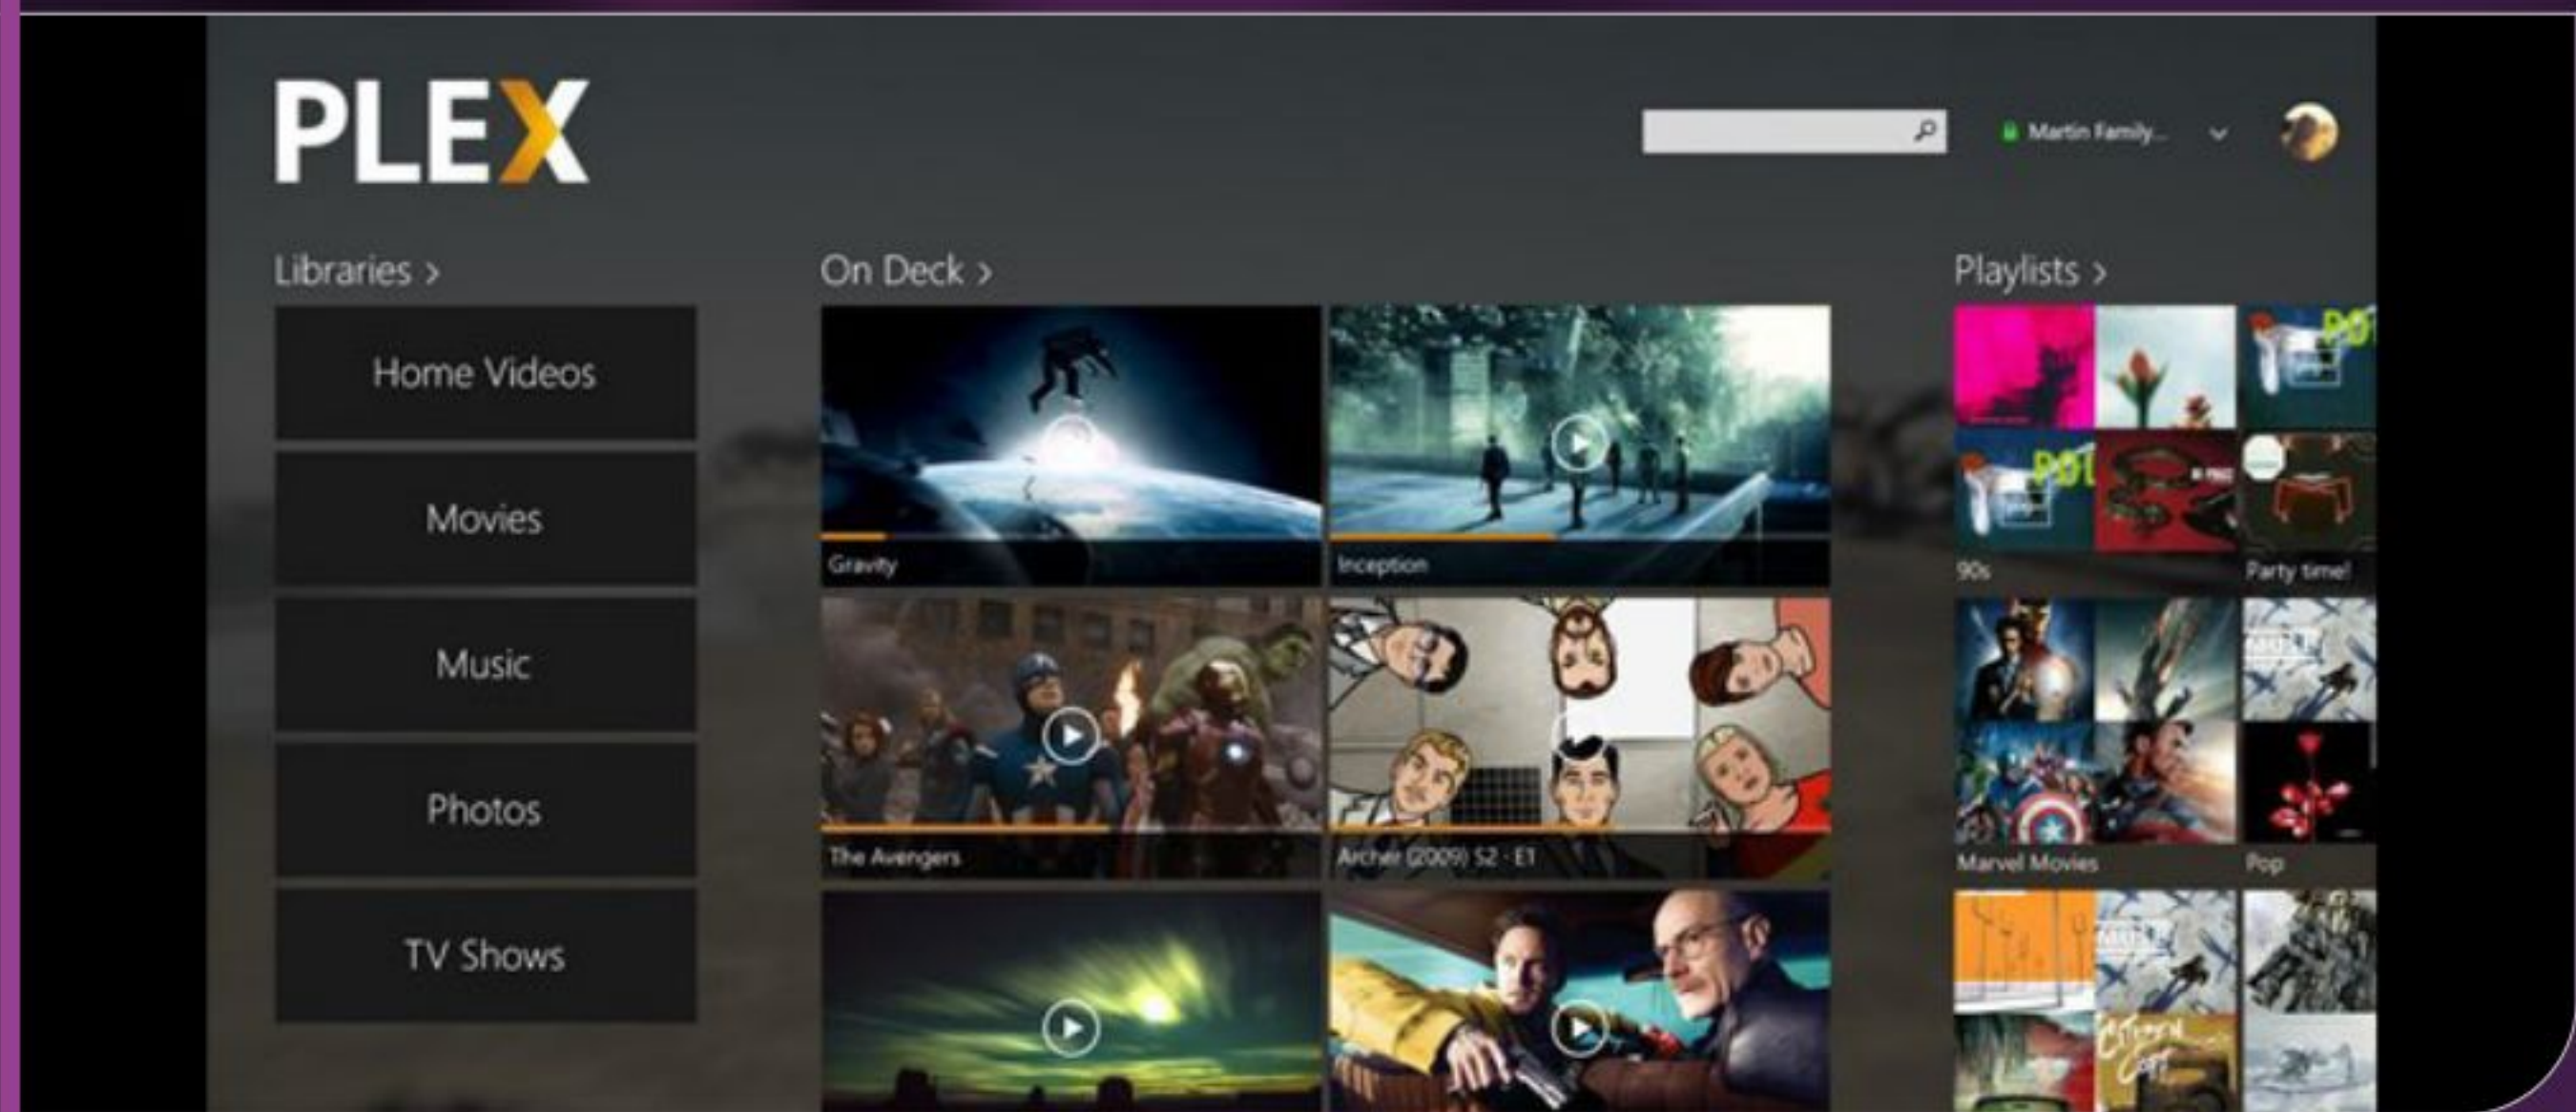 PLEX
Martin Family...
Libraries >
On Deck >
Playlists >
Home Videos
Movies
Music
Photos
TV Shows
Gravity
Inception
90s
Party time!
The Avengers
Archer (2009) S2 · E1
Marvel Movies
Pop